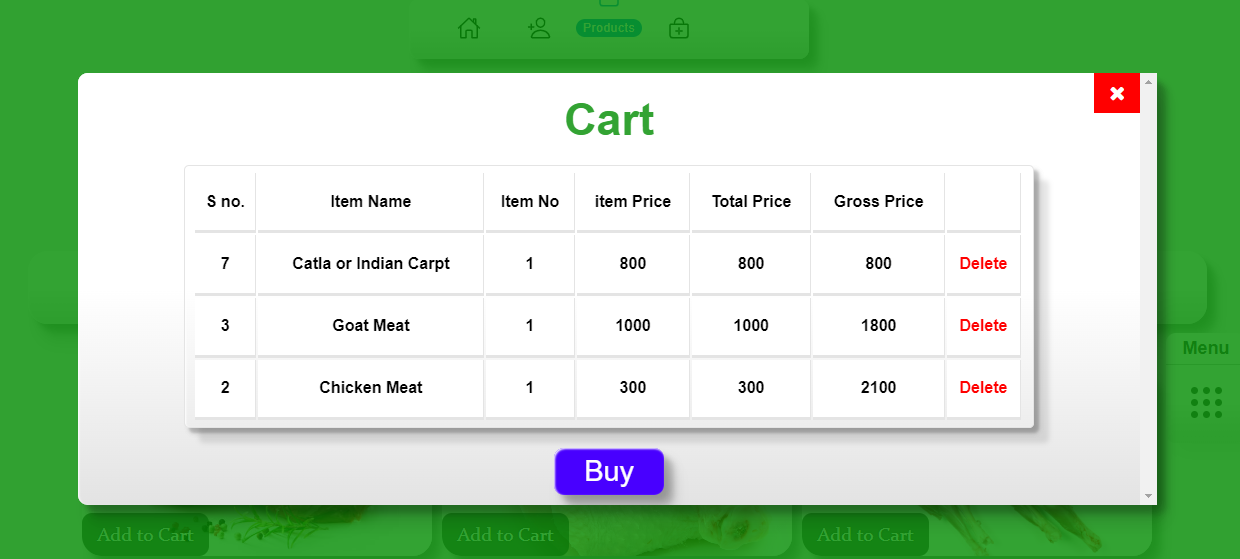 Products
Cart
S no. Item Name Item No item Price Total Price Gross Price
7 Catla or Indian Carpt 1 800 800 800 Delete
3 Goat Meat 1 1000 1000 1800 Delete
2 Chicken Meat 1 300 300 2100 Delete
Menu
Buy
Add to Cart Add to Cart Add to Cart